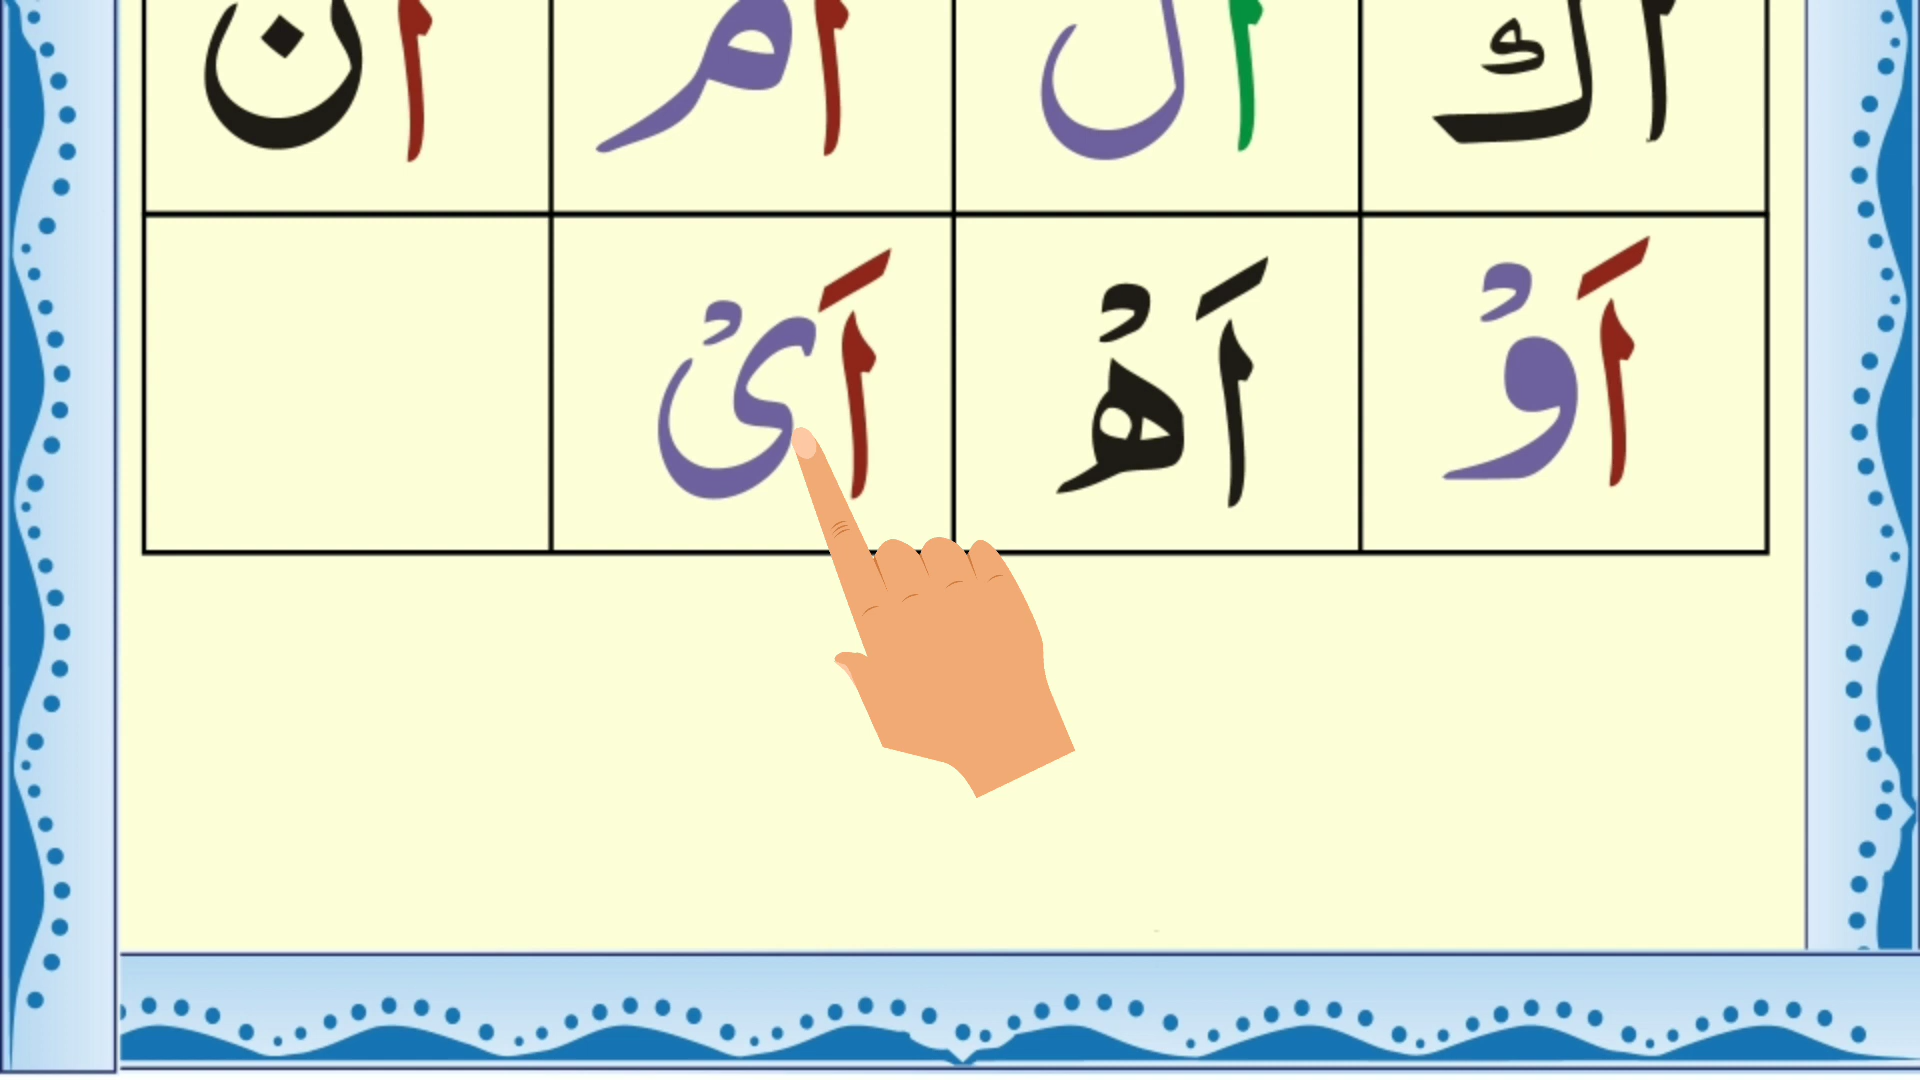 اك ال ام ان
اَوْ اَهْ اَىْ